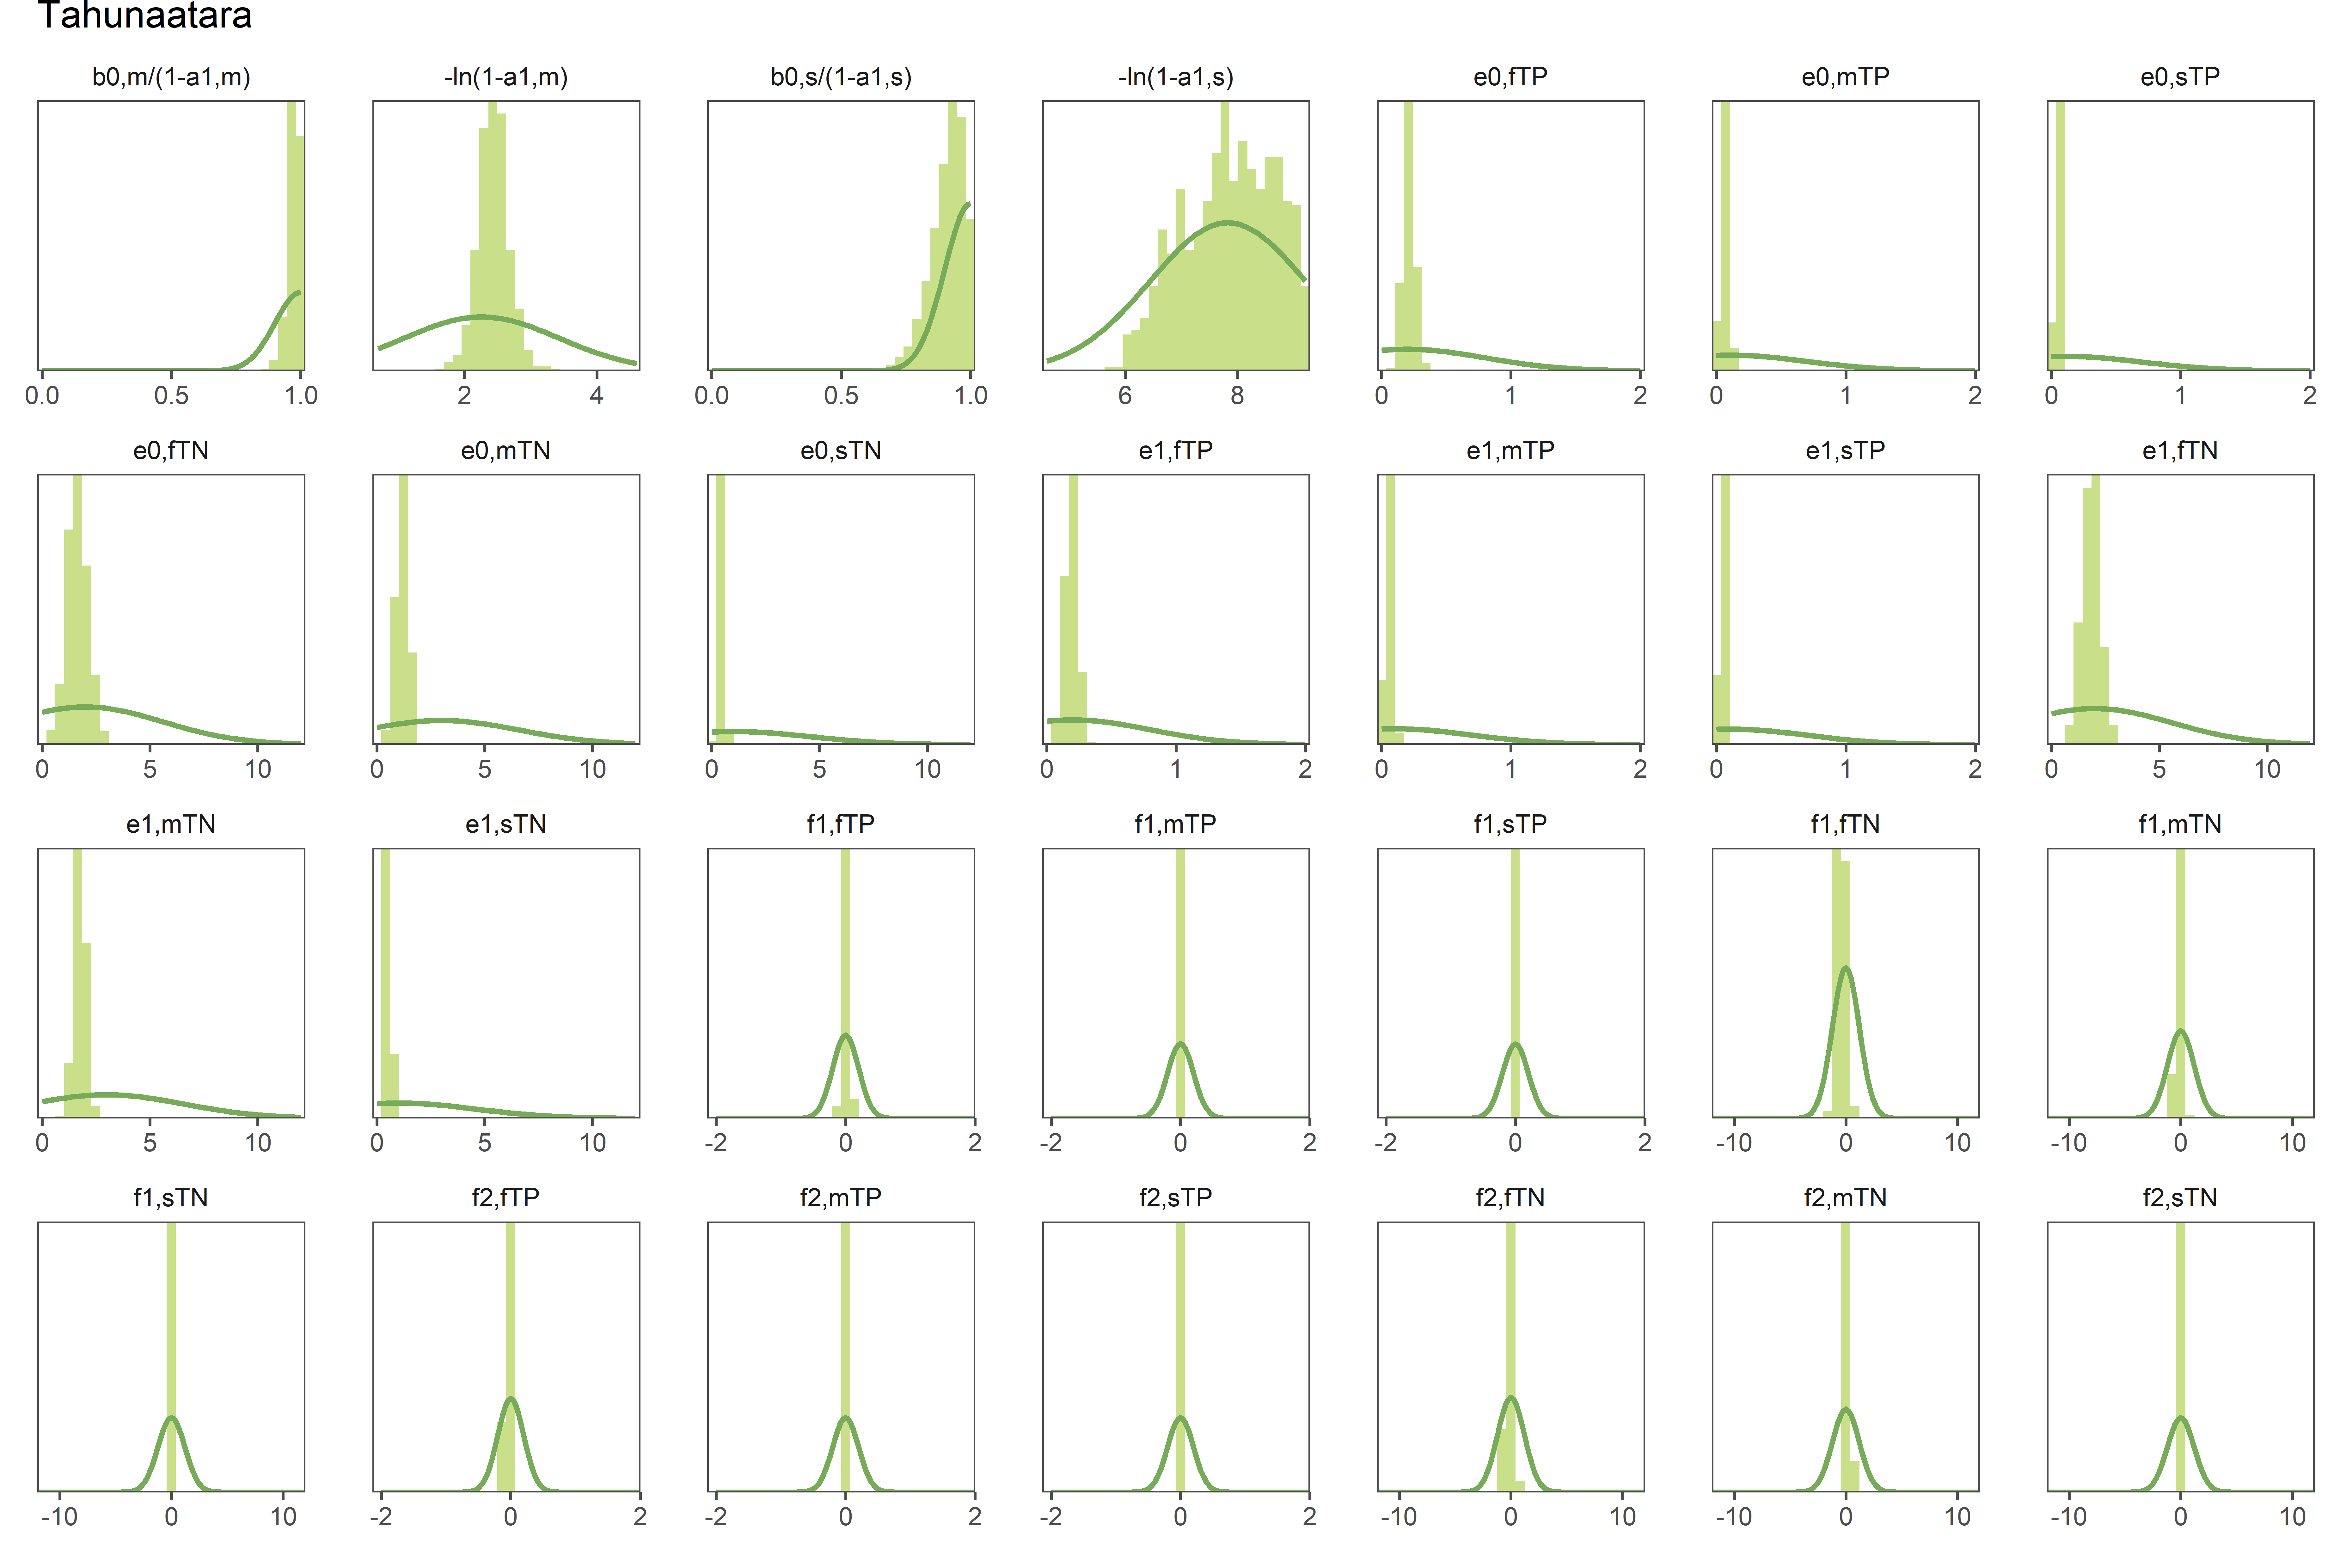 Tahunaatara
b0,m/(1-a1,m) -ln(1-a1,m) b0,s/(1-a1,s) -ln(1-a1,s) e0,fTP e0,mTP e0,sTP
0.0 0.5 1.0 2 4 0.0 0.5 1.0 6 8 0 1 2 0 1 2 0 1 2
e0,fTN e0,mTN e0,sTN e1,fTP e1,mTP e1,sTP e1,fTN
0 5 10 0 5 10 0 5 10 0 1 2 0 1 2 0 1 2 0 5 10
e1,mTN e1,sTN f1,fTP f1,mTP f1,sTP f1,fTN f1,mTN
0 5 10 0 5 10 -2 0 2 -2 0 2 -2 0 2 -10 0 10 -10 0 10
f1,sTN f2,fTP f2,mTP f2,sTP f2,fTN f2,mTN f2,sTN
-10 0 10 -2 0 2 -2 0 2 -2 0 2 -10 0 10 -10 0 10 -10 0 10